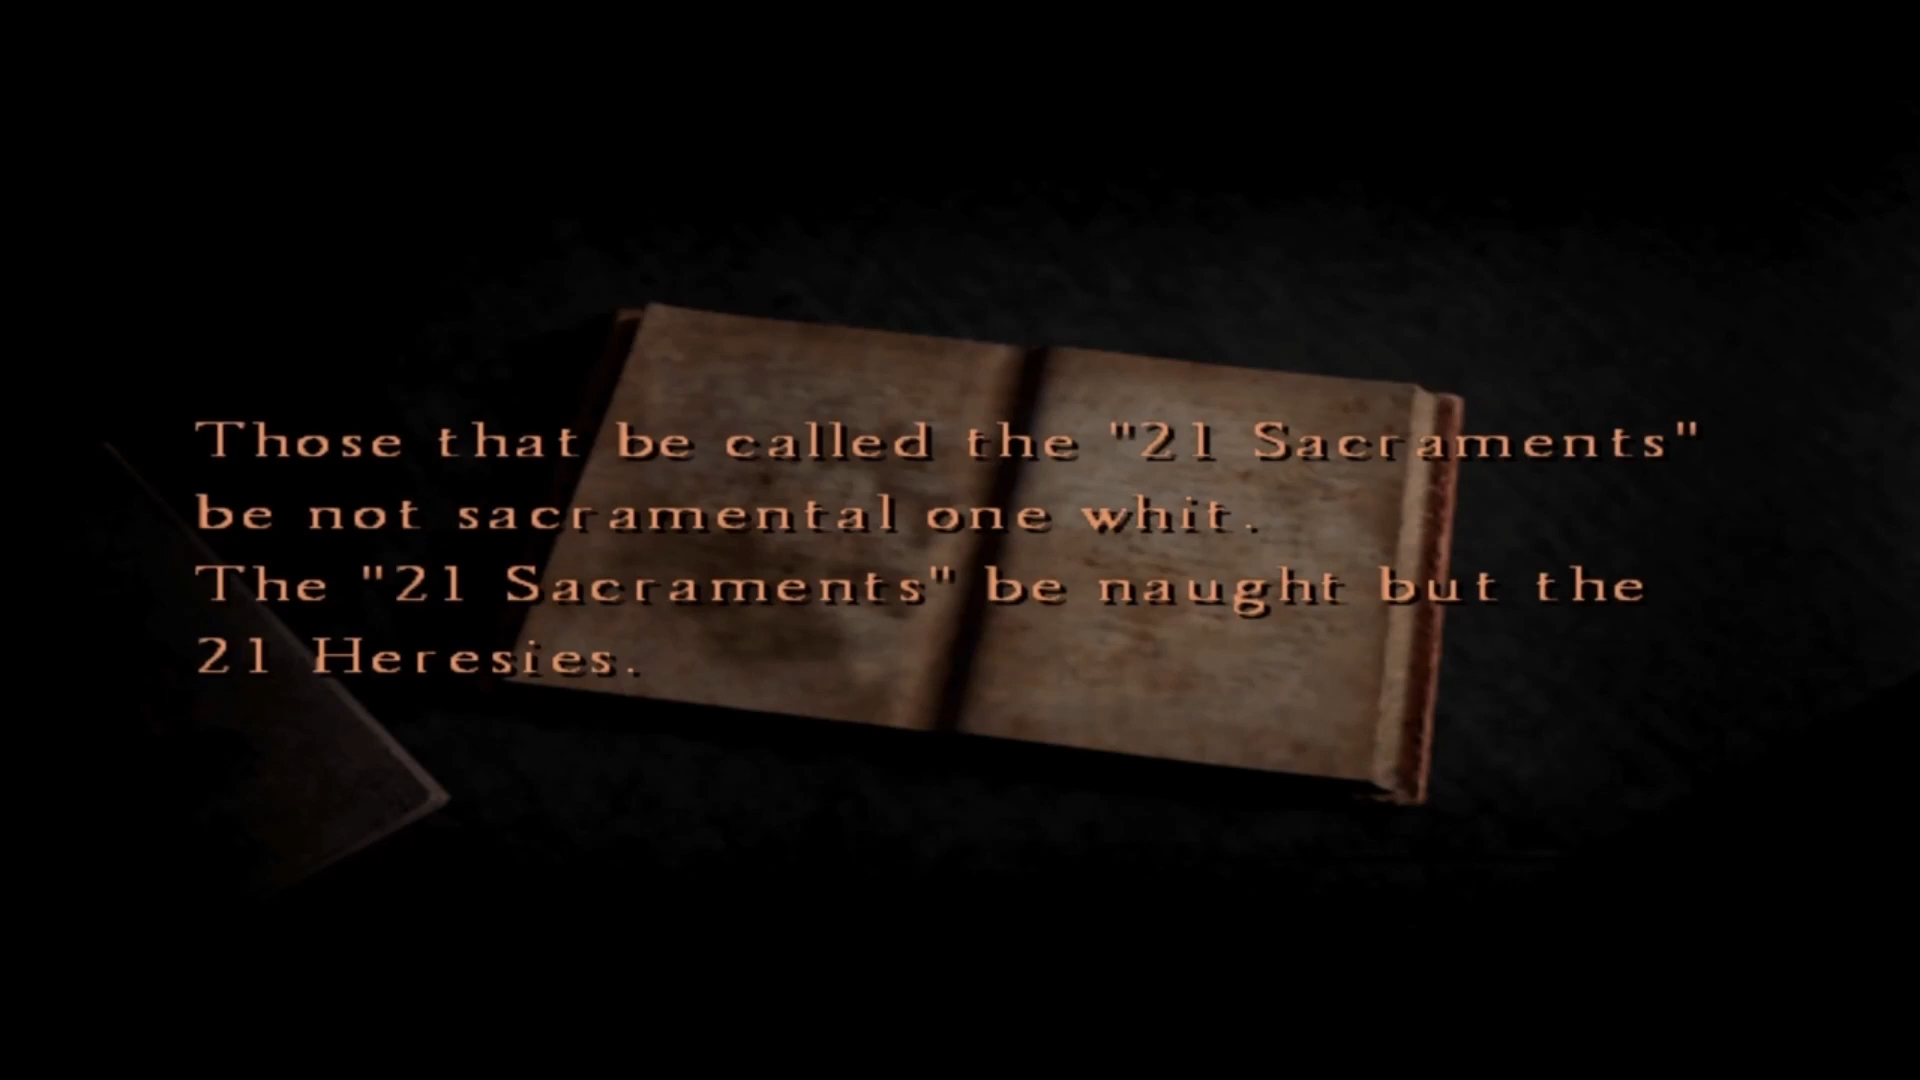 Those that be called the "21 Sacraments"
be not sacramental one whit.
The "21 Sacraments" be naught but the
21 Heresies.